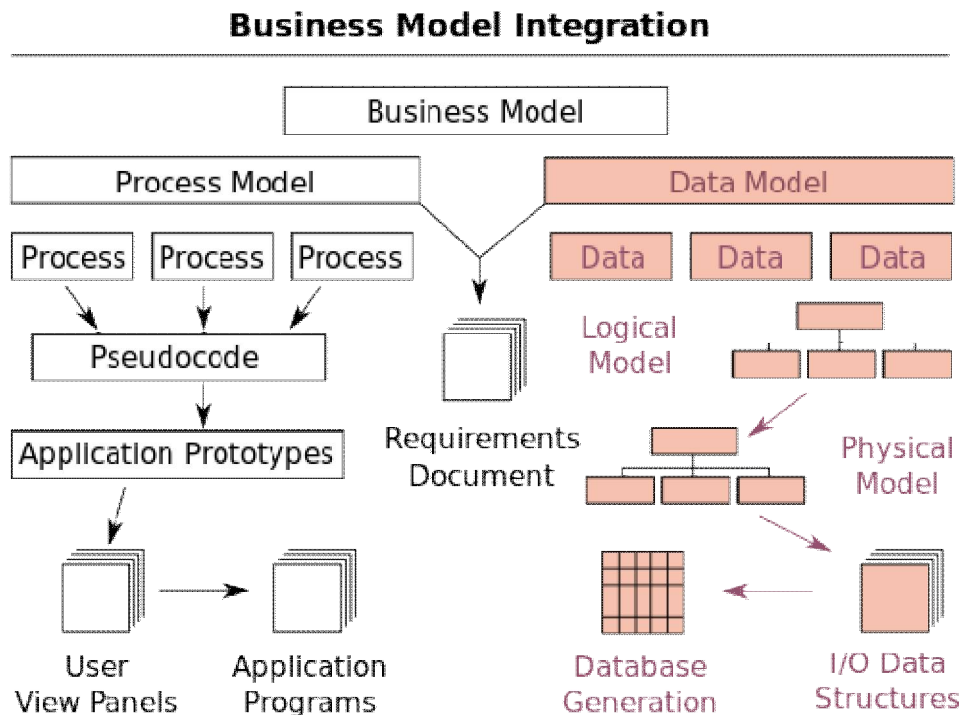 Business Model Integration
Business Model
Process Model
Data Model
Process
Process
Process
Data
Data
Data
Pseudocode
Logical
Model
Application Prototypes
Requirements
Document
Physical
Model
User
View Panels
Application
Programs
Database
Generation
I/O Data
Structures